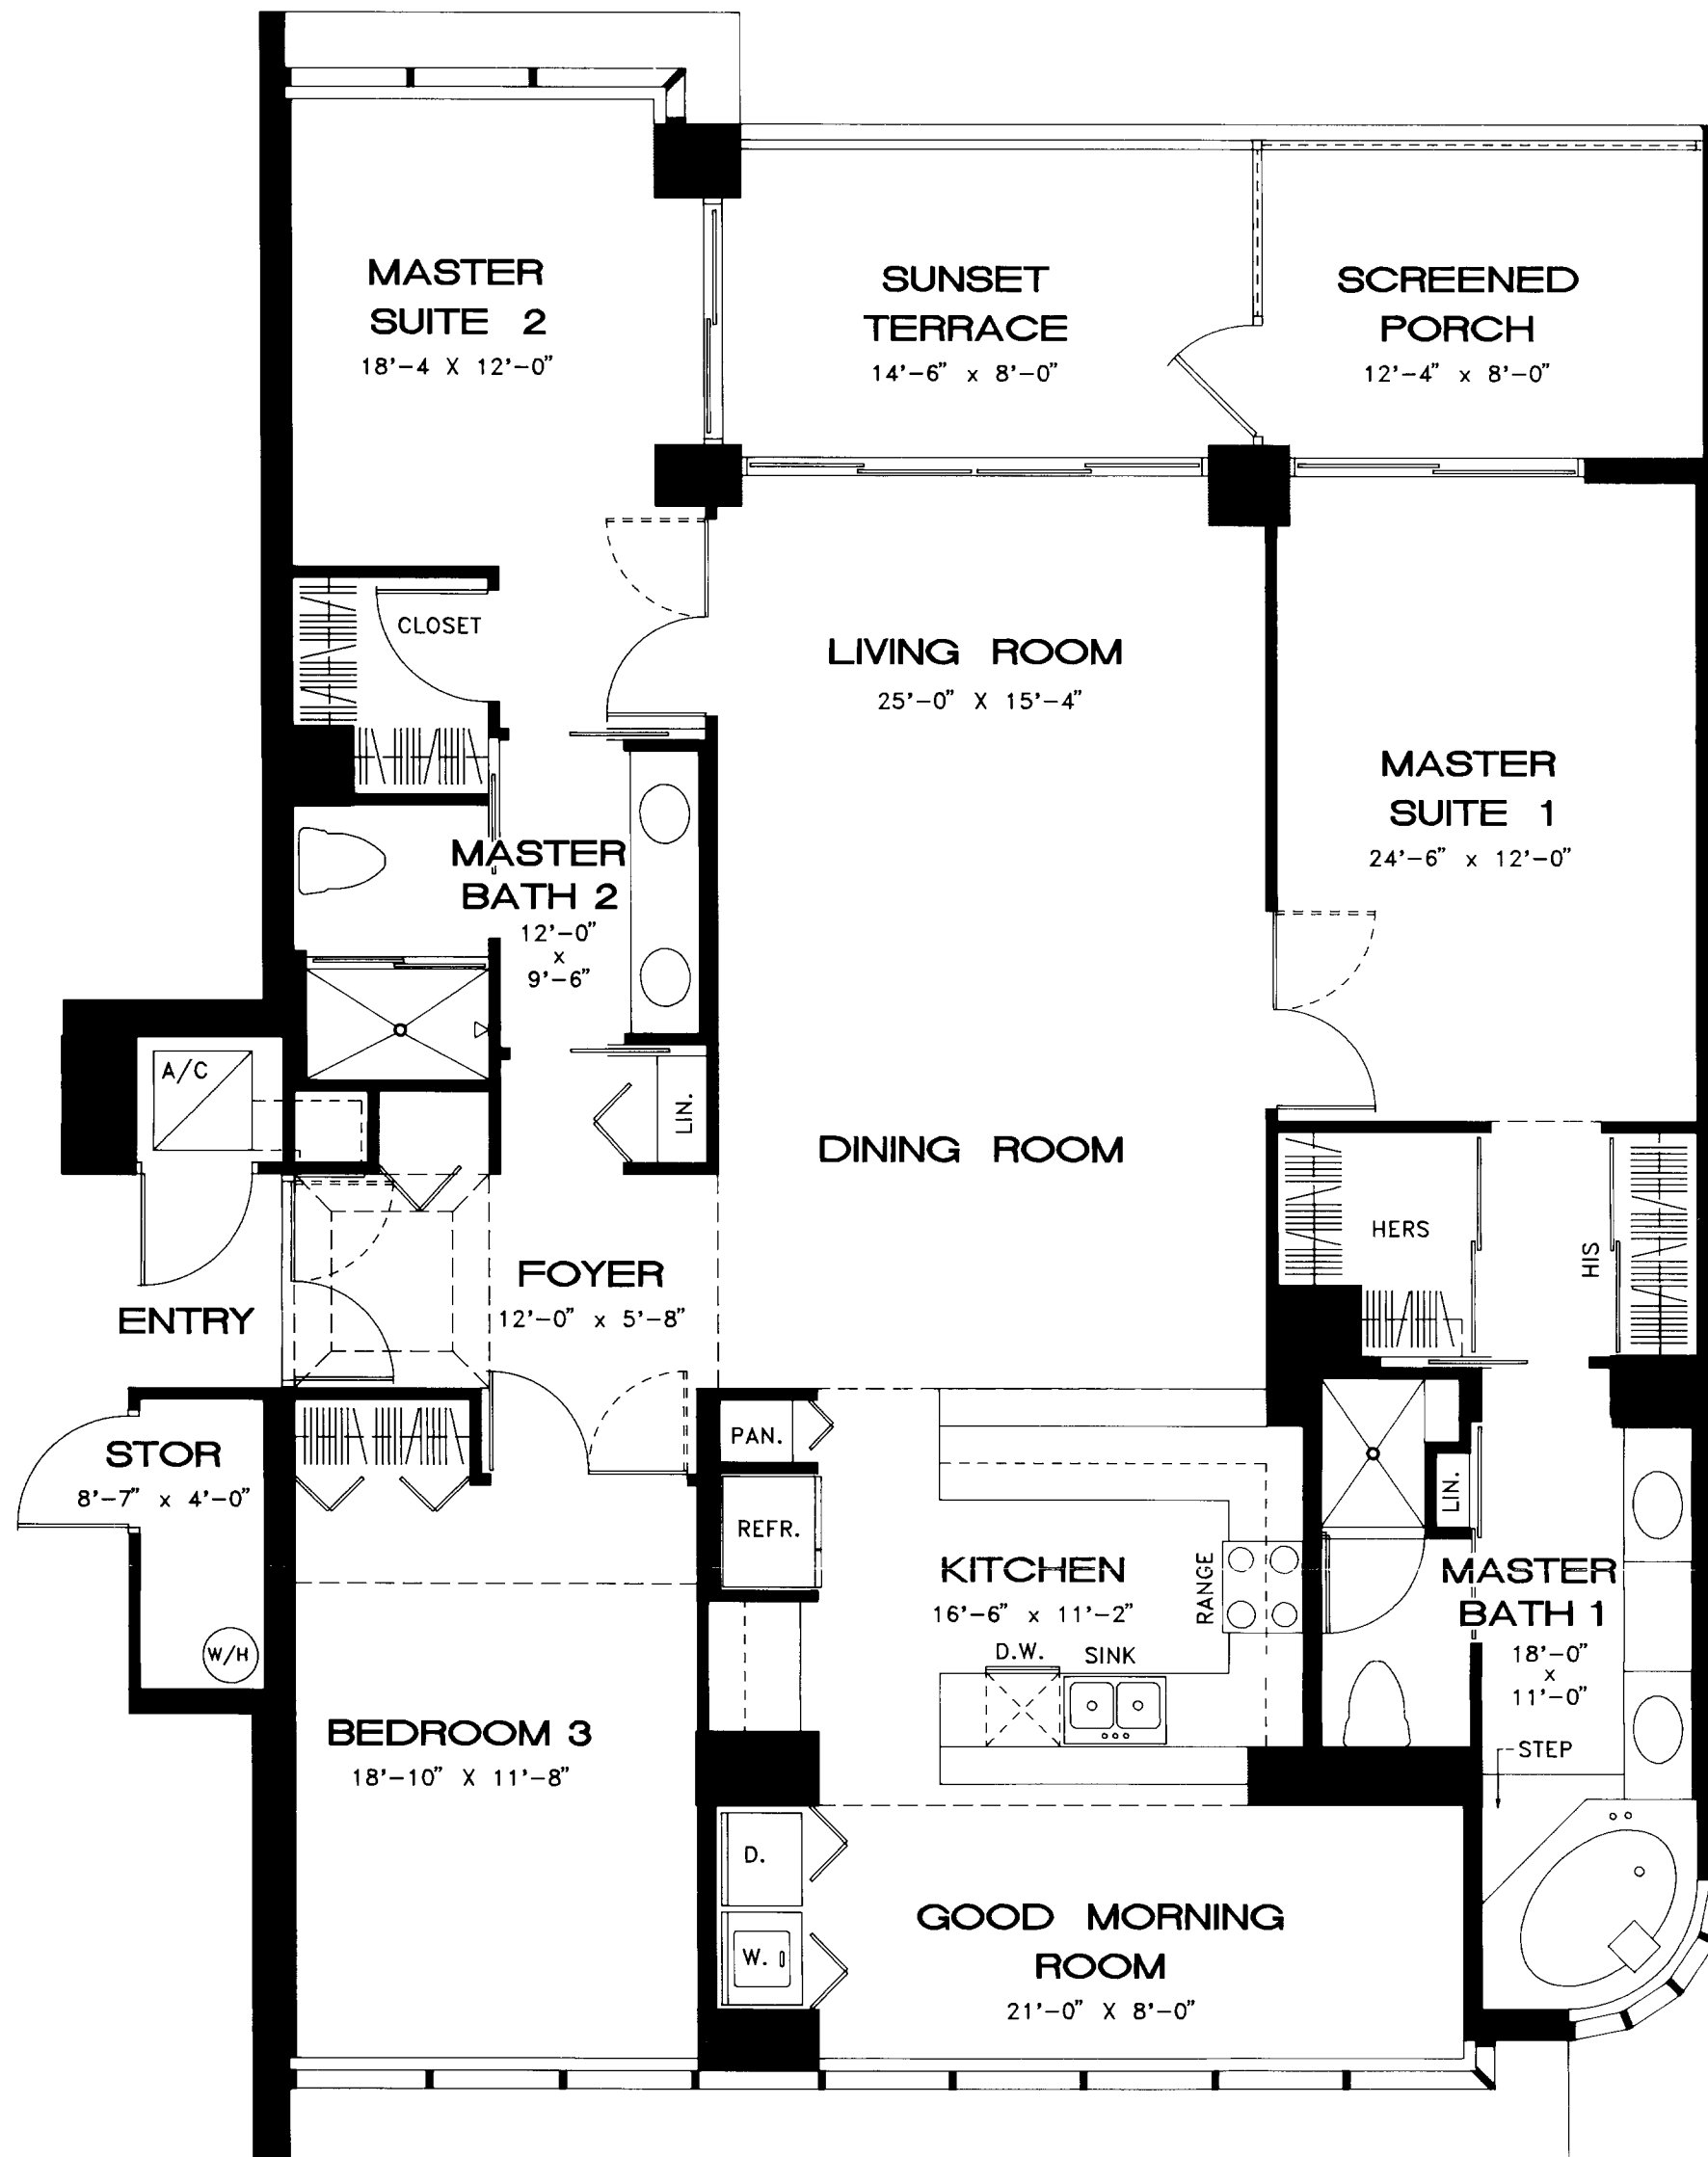 MASTER
SUITE 2
18'-4 X 12'-0"
SUNSET
TERRACE
14'-6" x 8'-0"
SCREENED
PORCH
12'-4" x 8'-0"
CLOSET
LIVING ROOM
25'-0" X 15'-4"
MASTER
SUITE 1
24'-6" x 12'-0"
MASTER
BATH 2
12'-0"
x
9'-6"
A/C
LIN.
DINING ROOM
HERS
HIS
FOYER
12'-0" x 5'-8"
ENTRY
STOR
8'-7" x 4'-0"
W/H
PAN.
REFR.
KITCHEN
16'-6" x 11'-2"
RANGE
D.W.
SINK
LIN.
MASTER
BATH 1
18'-0"
x
11'-0"
STEP
BEDROOM 3
18'-10" X 11'-8"
D.
W.
GOOD MORNING
ROOM
21'-0" X 8'-0"